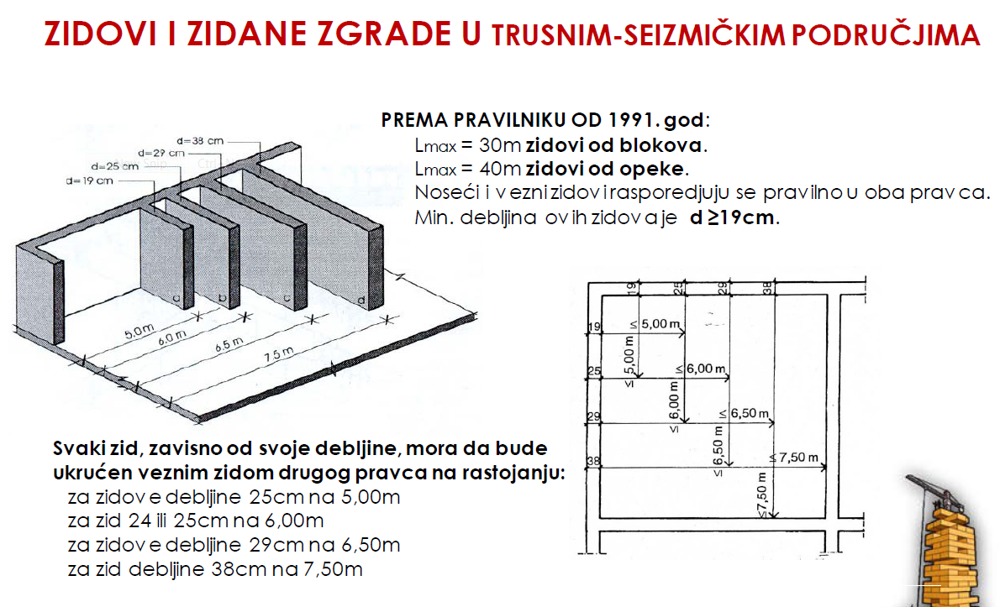 ZIDOVI I ZIDANE ZGRADE U TRUSNIM-SEIZMIČKIM PODRUČJIMA
PREMA PRAVILNIKU OD 1991. god:
Lmax = 30m zidovi od blokova.
Lmax = 40m zidovi od opeke.
Noseći i vezni zidovi rasporedjuju se pravilno u oba pravca.
Min. debljina ovih zidova je d ≥19cm.
d=38 cm
d=29 cm
d=25 cm
d=19 cm
a
b
c
d
5.0m
6.0 m
6.5 m
7.5 m
19
25
29
38
19
≤ 5,00 m
≤ 5,00 m
25
≤ 6,00 m
≤ 6,00 m
29
≤ 6,50 m
≤ 6,50 m
38
≤ 7,50 m
≤7,50 m
Svaki zid, zavisno od svoje debljine, mora da bude
ukrućen veznim zidom drugog pravca na rastojanju:
za zidove debljine 25cm na 5,00m
za zid 24 ili 25cm na 6,00m
za zidove debljine 29cm na 6,50m
za zid debljine 38cm na 7,50m